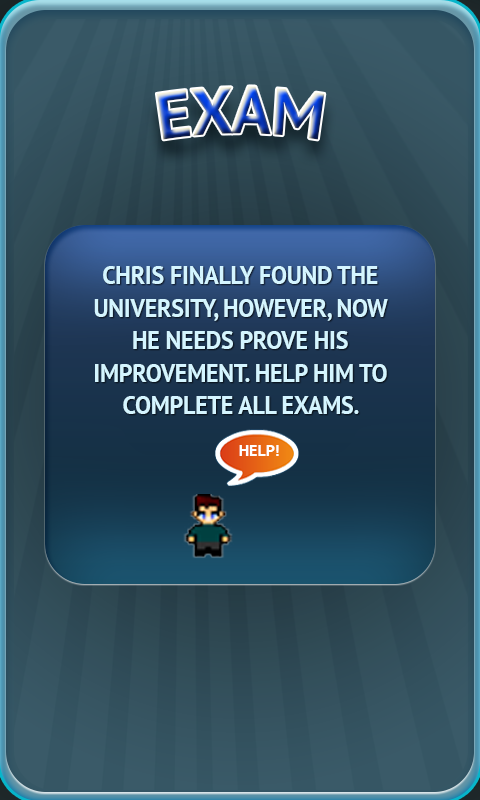 EXAM
CHRIS FINALLY FOUND THE
UNIVERSITY, HOWEVER, NOW
HE NEEDS PROVE HIS
IMPROVEMENT. HELP HIM TO
COMPLETE ALL EXAMS.
HELP!